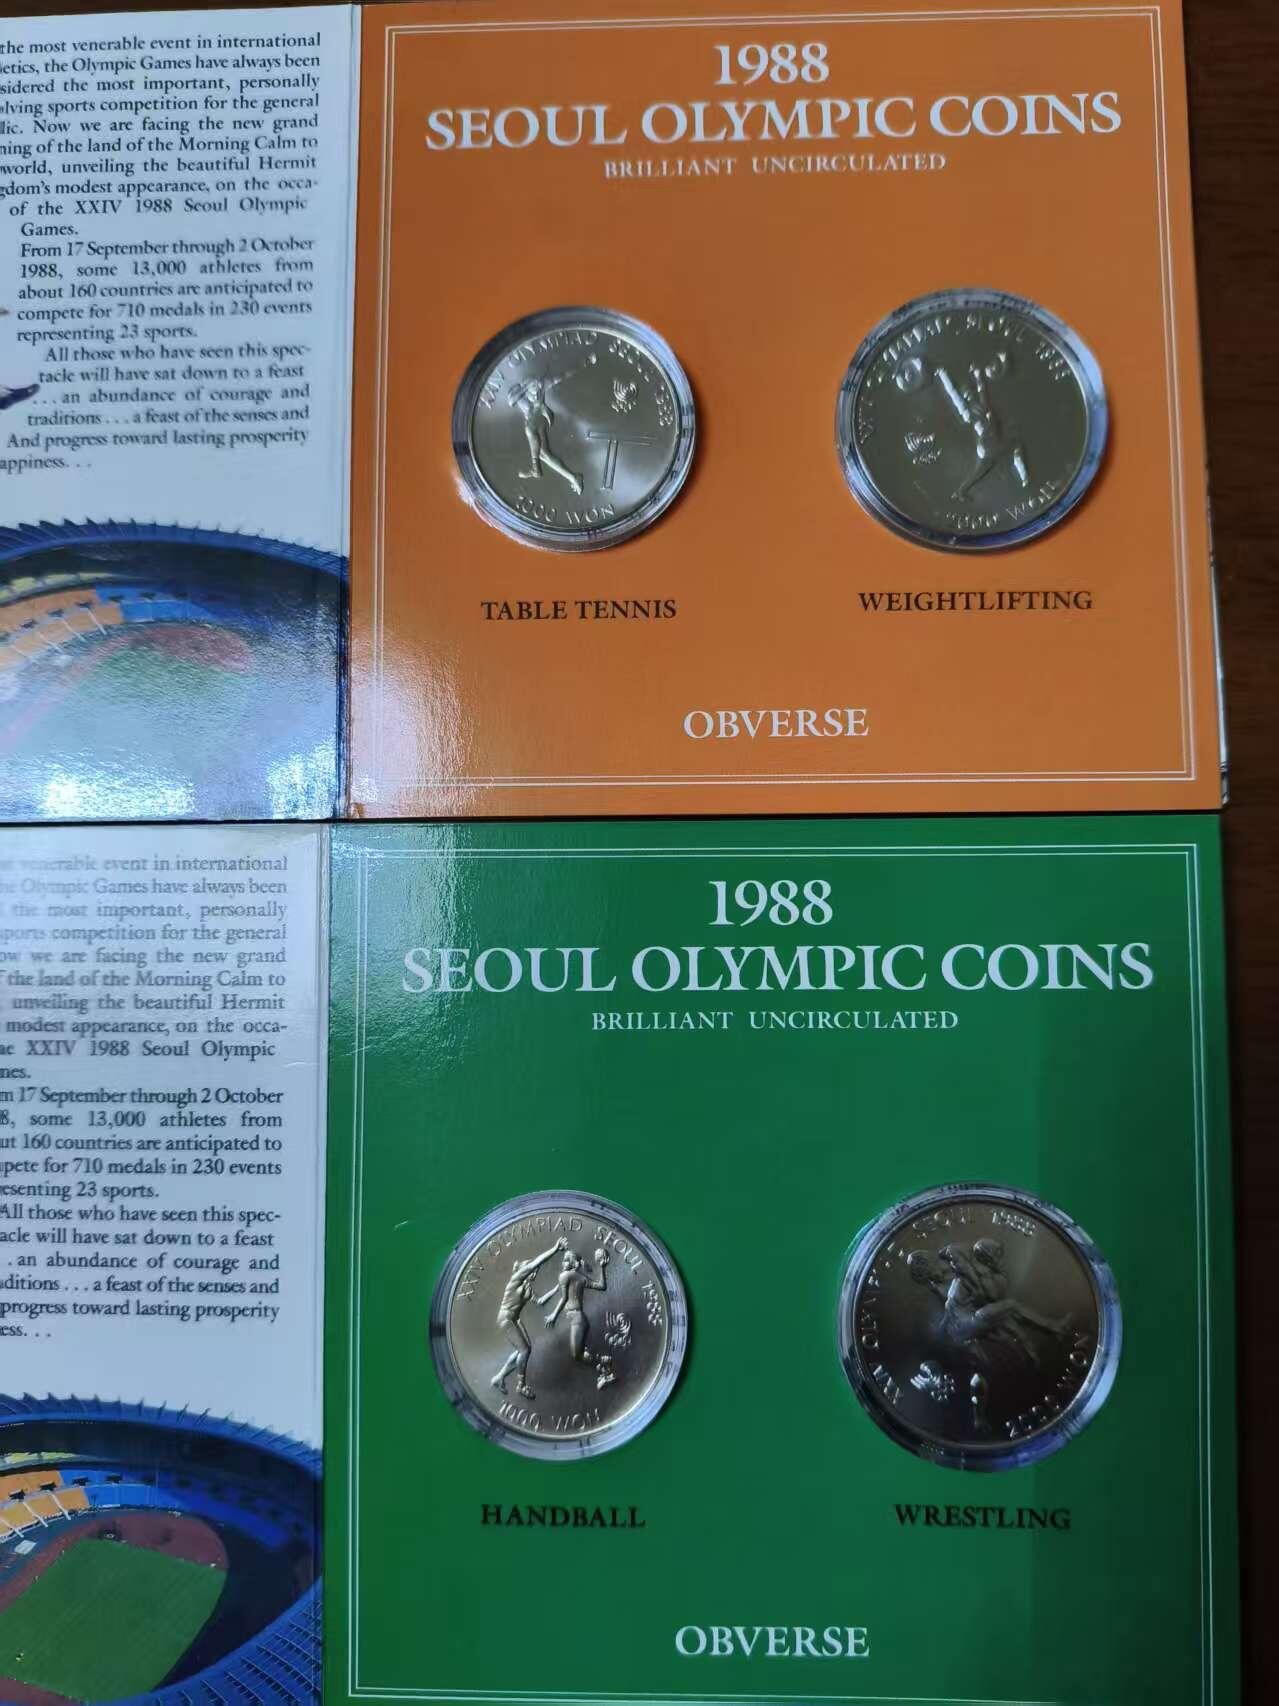 the most venerable event in international
letics, the Olympic Games have always been
sidered the most important, personally
lving sports competition for the general
lic. Now we are facing the new grand
ning of the land of the Morning Calm to
world, unveiling the beautiful Hermit
gdom's modest appearance, on the occa-
of the XXIV 1988 Seoul Olympic
Games.
From 17 September through 2 October
1988, some 13,000 athletes from
about 160 countries are anticipated to
compete for 710 medals in 230 events
representing 23 sports.
All those who have seen this spec-
tacle will have sat down to a feast
...an abundance of courage and
traditions...a feast of the senses and
And progress toward lasting prosperity
appiness...
1988
SEOUL OLYMPIC COINS
BRILLIANT UNCIRCULATED
XXIV OLYMPIAD SEOUL 1988
WON
SEOUL 1988
WON
TABLE TENNIS
WEIGHTLIFTING
OBVERSE
venerable event in international
Olympic Games have always been
the most important, personally
sports competition for the general
ow we are facing the new grand
the land of the Morning Calm to
unveiling the beautiful Hermit
modest appearance, on the occa-
XXIV 1988 Seoul Olympic
mes.
m 17 September through 2 October
8, some 13,000 athletes from
ut 160 countries are anticipated to
pete for 710 medals in 230 events
esenting 23 sports.
All those who have seen this spec-
acle will have sat down to a feast
. an abundance of courage and
ditions...a feast of the senses and
progress toward lasting prosperity
ess...
1988
SEOUL OLYMPIC COINS
BRILLIANT UNCIRCULATED
XXIV OLYMPIAD SEOUL 1988
1000 WON
XXIV SEOUL 1988
2000 WON
HANDBALL
WRESTLING
OBVERSE